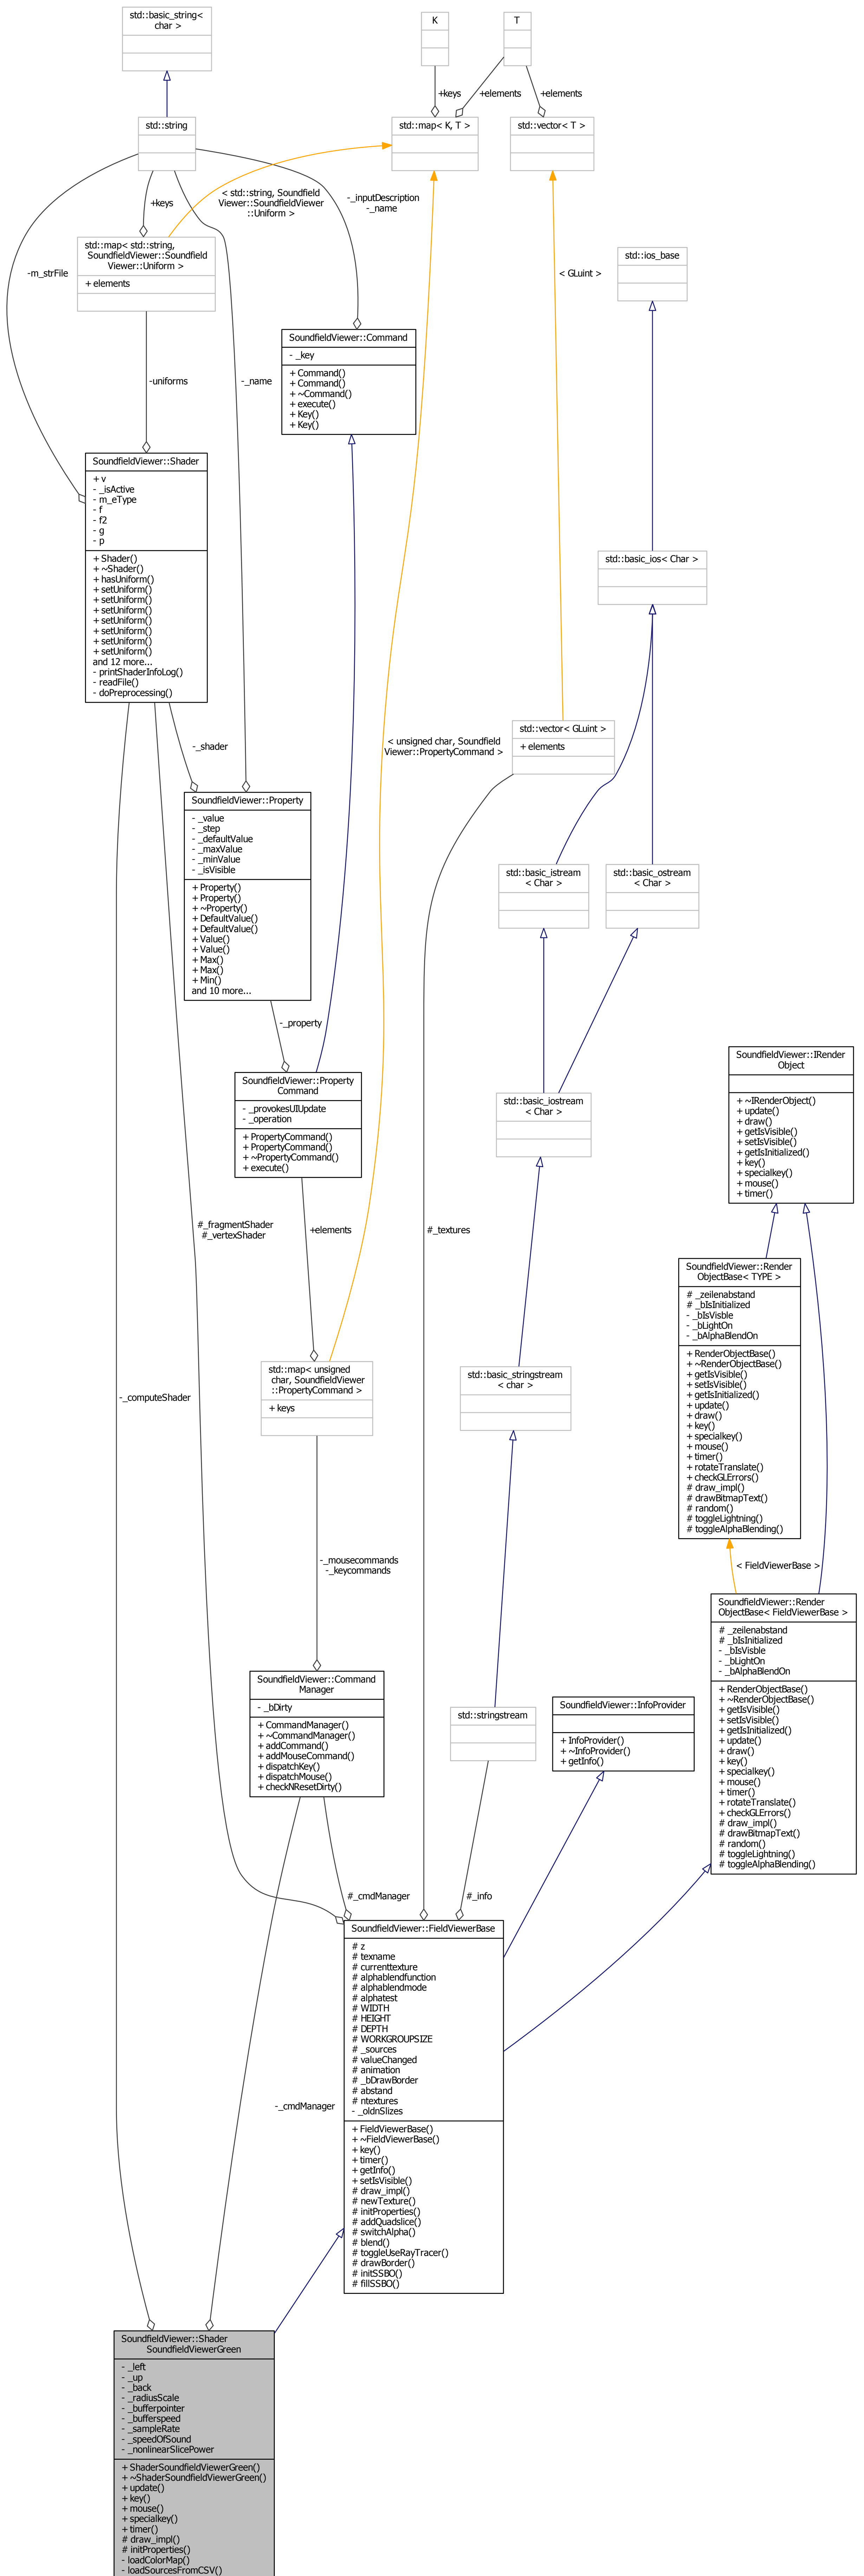 std::basic_string<
char >
K
T
+keys
+elements
+elements
std::string
std::map< K, T >
std::vector< T >
< std::string, Soundfield
Viewer::SoundfieldViewer
::Uniform >
-_inputDescription
-_name
+keys
std::map< std::string,
SoundfieldViewer::Soundfield
Viewer::Uniform >
+ elements
std::ios_base
-m_strFile
< GLuint >
SoundfieldViewer::Command
- _key
+ Command()
+ Command()
+ ~Command()
+ execute()
+ Key()
+ Key()
-uniforms
-_name
SoundfieldViewer::Shader
+ v
- _isActive
- m_eType
- f
- f2
- g
- p
+ Shader()
+ ~Shader()
+ hasUniform()
+ setUniform()
+ setUniform()
+ setUniform()
+ setUniform()
+ setUniform()
+ setUniform()
+ setUniform()
and 12 more...
- printShaderInfoLog()
- readFile()
- doPreprocessing()
std::basic_ios< Char >
-_shader
< unsigned char, Soundfield
Viewer::PropertyCommand >
std::vector< GLuint >
+ elements
SoundfieldViewer::Property
- _value
- _step
- _defaultValue
- _maxValue
- _minValue
- _isVisible
+ Property()
+ Property()
+ ~Property()
+ DefaultValue()
+ DefaultValue()
+ Value()
+ Value()
+ Max()
+ Max()
+ Min()
and 10 more...
std::basic_istream
< Char >
std::basic_ostream
< Char >
-_property
SoundfieldViewer::Property
Command
- _provokesUIUpdate
- _operation
+ PropertyCommand()
+ PropertyCommand()
+ ~PropertyCommand()
+ execute()
std::basic_iostream
< Char >
SoundfieldViewer::IRender
Object
+ ~IRenderObject()
+ update()
+ draw()
+ getIsVisible()
+ setIsVisible()
+ getIsInitialized()
+ key()
+ specialkey()
+ mouse()
+ timer()
#_fragmentShader
#_vertexShader
+elements
#_textures
SoundfieldViewer::Render
ObjectBase< TYPE >
# _zeilenabstand
# _bIsInitialized
- _bIsVisble
- _bLightOn
- _bAlphaBlendOn
+ RenderObjectBase()
+ ~RenderObjectBase()
+ getIsVisible()
+ setIsVisible()
+ getIsInitialized()
+ update()
+ draw()
+ key()
+ specialkey()
+ mouse()
+ timer()
+ rotateTranslate()
+ checkGLErrors()
# draw_impl()
# drawBitmapText()
# random()
# toggleLightning()
# toggleAlphaBlending()
-_computeShader
std::map< unsigned
char, SoundfieldViewer
::PropertyCommand >
+ keys
std::basic_stringstream
< char >
-_mousecommands
-_keycommands
< FieldViewerBase >
SoundfieldViewer::Render
ObjectBase< FieldViewerBase >
# _zeilenabstand
# _bIsInitialized
- _bIsVisble
- _bLightOn
- _bAlphaBlendOn
+ RenderObjectBase()
+ ~RenderObjectBase()
+ getIsVisible()
+ setIsVisible()
+ getIsInitialized()
+ update()
+ draw()
+ key()
+ specialkey()
+ mouse()
+ timer()
+ rotateTranslate()
+ checkGLErrors()
# draw_impl()
# drawBitmapText()
# random()
# toggleLightning()
# toggleAlphaBlending()
SoundfieldViewer::Command
Manager
- _bDirty
+ CommandManager()
+ ~CommandManager()
+ addCommand()
+ addMouseCommand()
+ dispatchKey()
+ dispatchMouse()
+ checkNResetDirty()
std::stringstream
SoundfieldViewer::InfoProvider
+ InfoProvider()
+ ~InfoProvider()
+ getInfo()
#_cmdManager
#_info
SoundfieldViewer::FieldViewerBase
# z
# texname
# currenttexture
# alphablendfunction
# alphablendmode
# alphatest
# WIDTH
# HEIGHT
# DEPTH
# WORKGROUPSIZE
# _sources
# valueChanged
# animation
# _bDrawBorder
# abstand
# ntextures
- _oldnSlizes
+ FieldViewerBase()
+ ~FieldViewerBase()
+ key()
+ timer()
+ getInfo()
+ setIsVisible()
# draw_impl()
# newTexture()
# initProperties()
# addQuadslice()
# switchAlpha()
# blend()
# toggleUseRayTracer()
# drawBorder()
# initSSBO()
# fillSSBO()
-_cmdManager
SoundfieldViewer::Shader
SoundfieldViewerGreen
- _left
- _up
- _back
- _radiusScale
- _bufferpointer
- _bufferspeed
- _sampleRate
- _speedOfSound
- _nonlinearSlicePower
+ ShaderSoundfieldViewerGreen()
+ ~ShaderSoundfieldViewerGreen()
+ update()
+ key()
+ mouse()
+ specialkey()
+ timer()
# draw_impl()
# initProperties()
- loadColorMap()
- loadSourcesFromCSV()